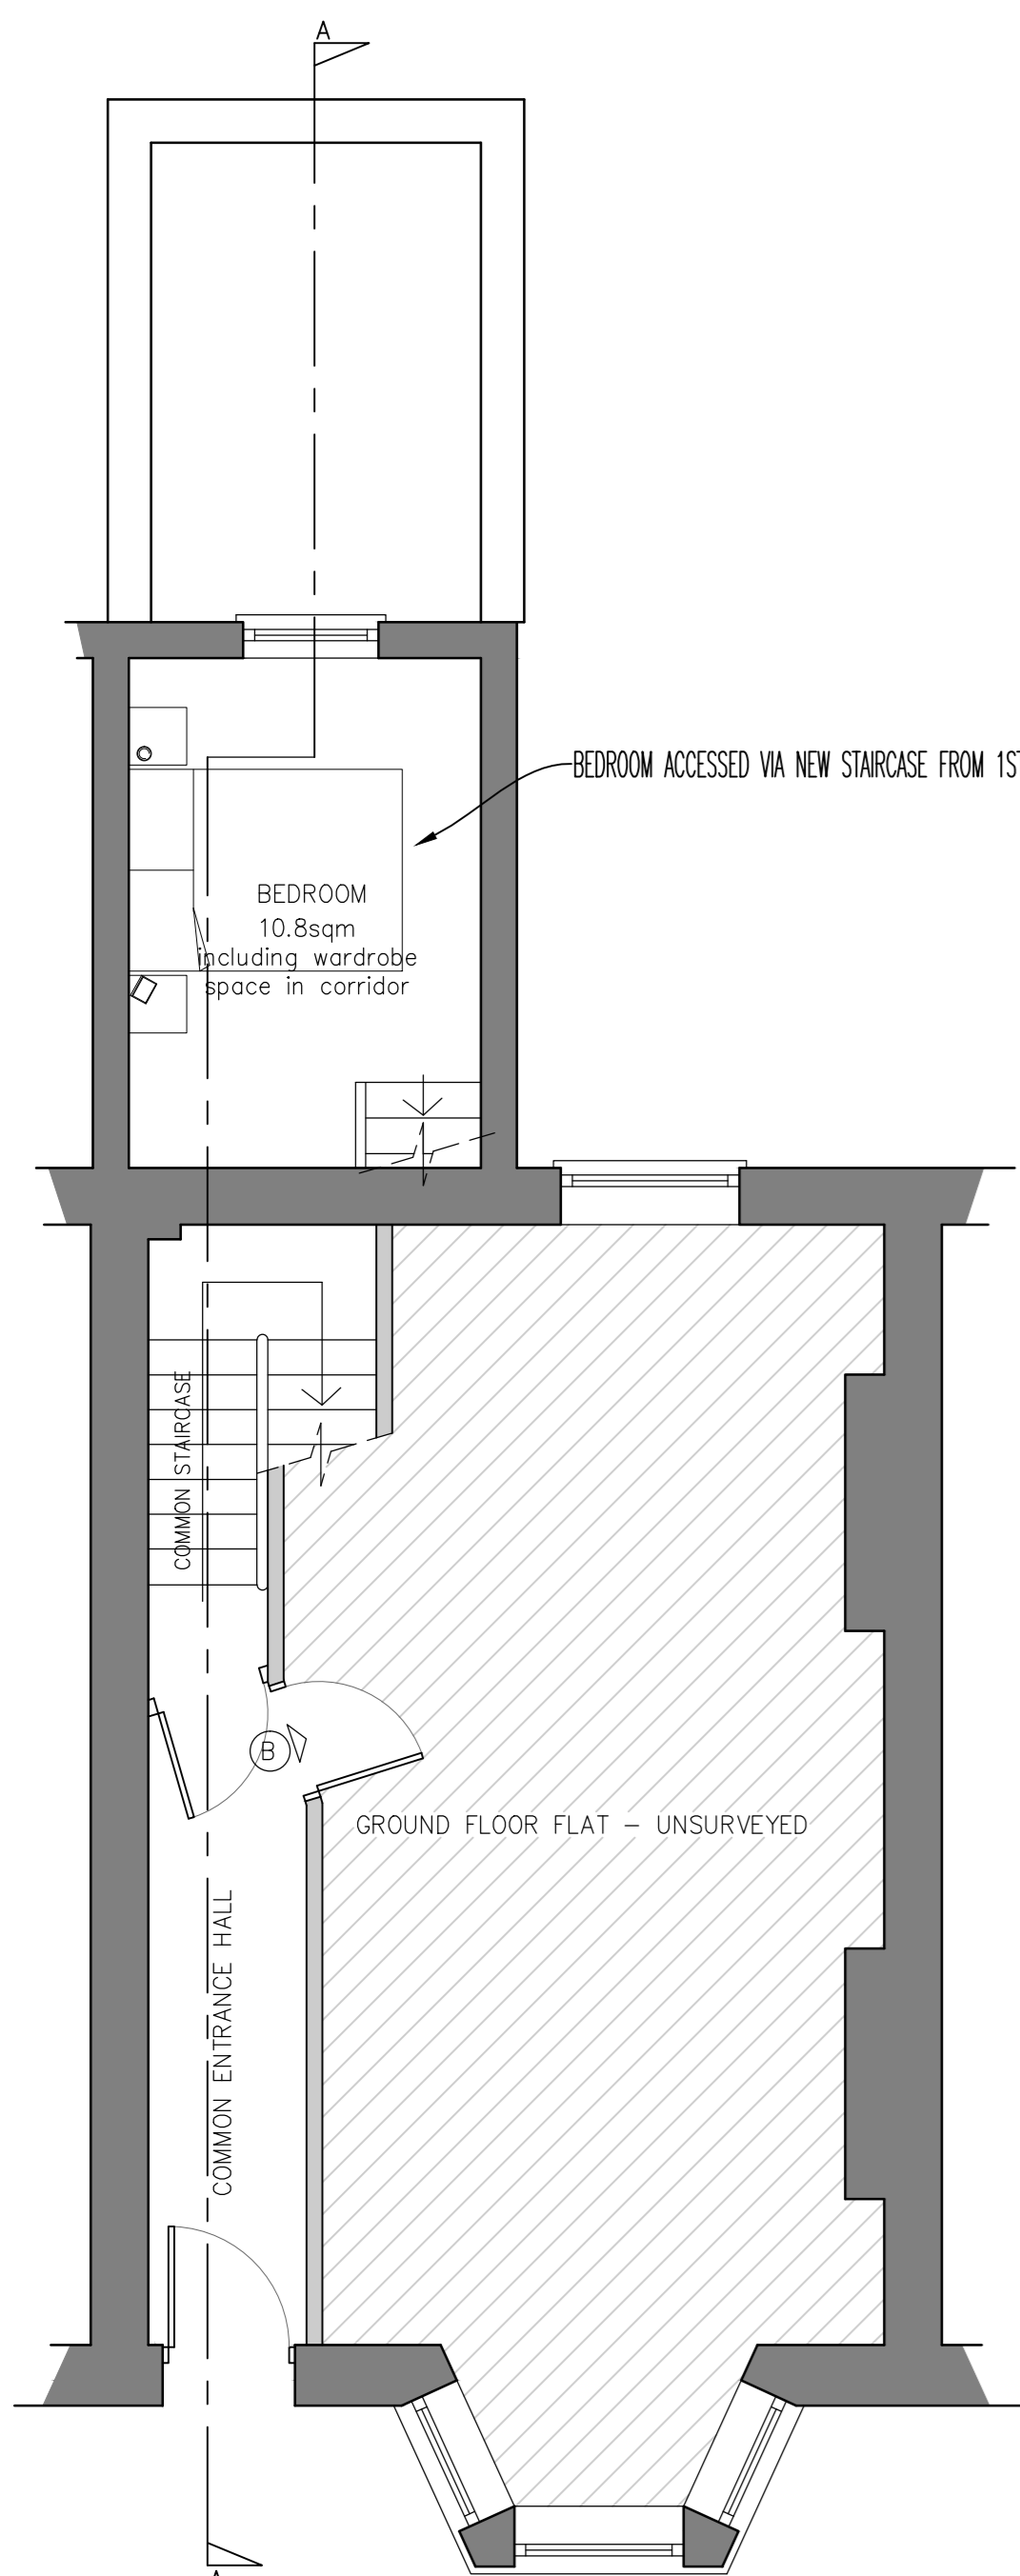 A
BEDROOM ACCESSED VIA NEW STAIRCASE FROM
BEDROOM
10.8sqm
including wardrobe
space in corridor
COMMON STAIRCASE
B
GROUND FLOOR FLAT - UNSURVEYED
COMMON ENTRANCE HALL